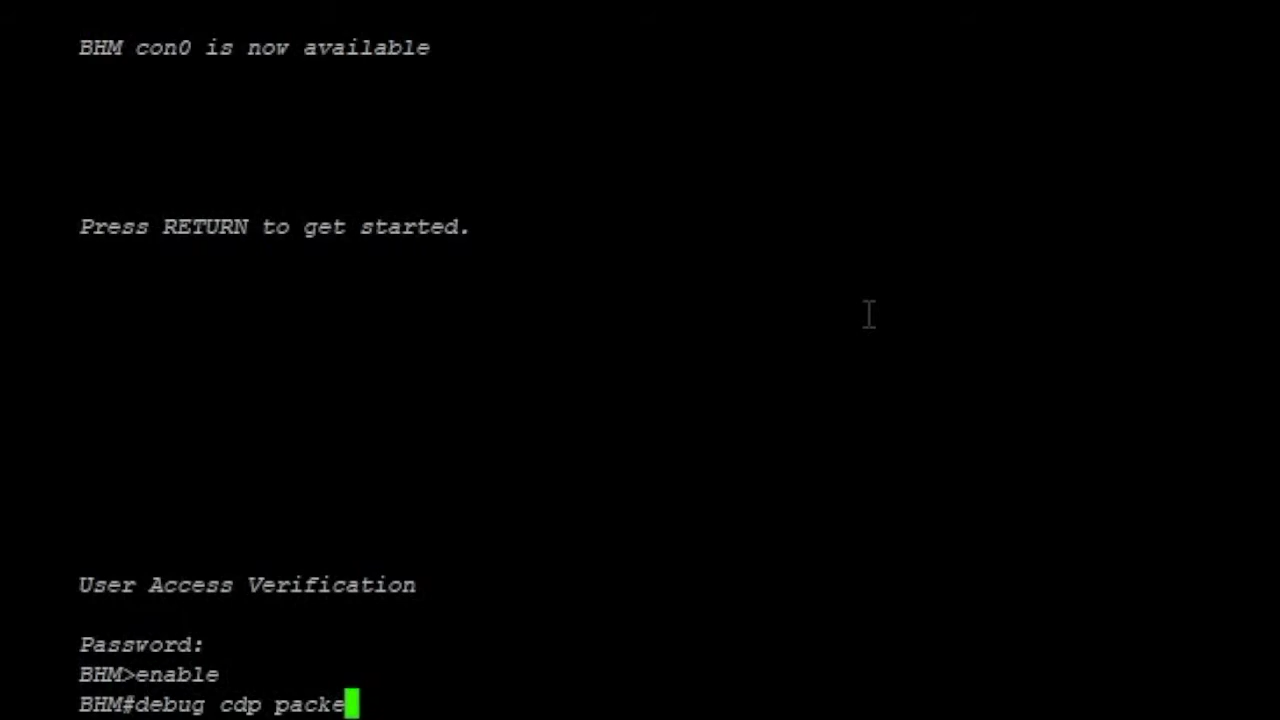 BHM con0 is now available
Press RETURN to get started.
User Access Verification
Password:
BHM>enable
BHM#debug cdp packe